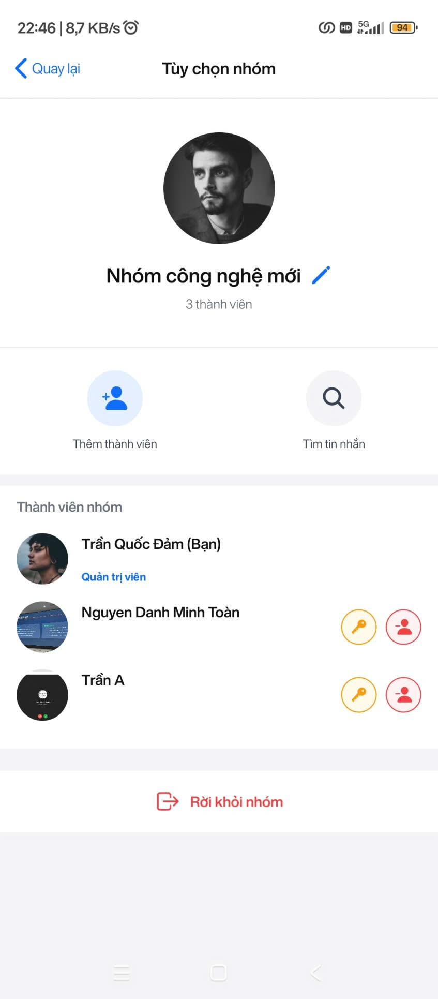 22:46 | 8,7 KB/s
HD 5G 94
Quay lại
Tùy chọn nhóm
Nhóm công nghệ mới
3 thành viên
Thêm thành viên
Tìm tin nhắn
Thành viên nhóm
Trần Quốc Đảm (Bạn)
Quản trị viên
Nguyen Danh Minh Toàn
Trần A
Rời khỏi nhóm